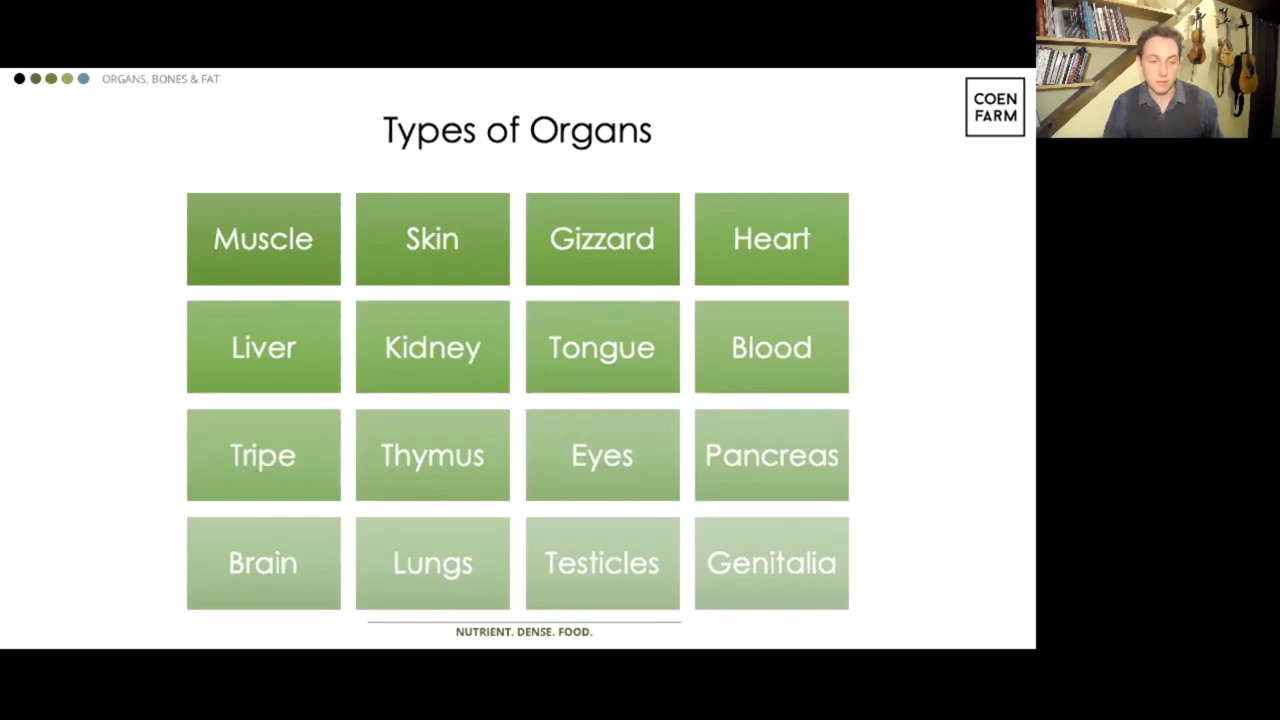 ORGANS, BONES & FAT
COEN
FARM
Types of Organs
Muscle Skin Gizzard Heart
Liver Kidney Tongue Blood
Tripe Thymus Eyes Pancreas
Brain Lungs Testicles Genitalia
NUTRIENT. DENSE. FOOD.